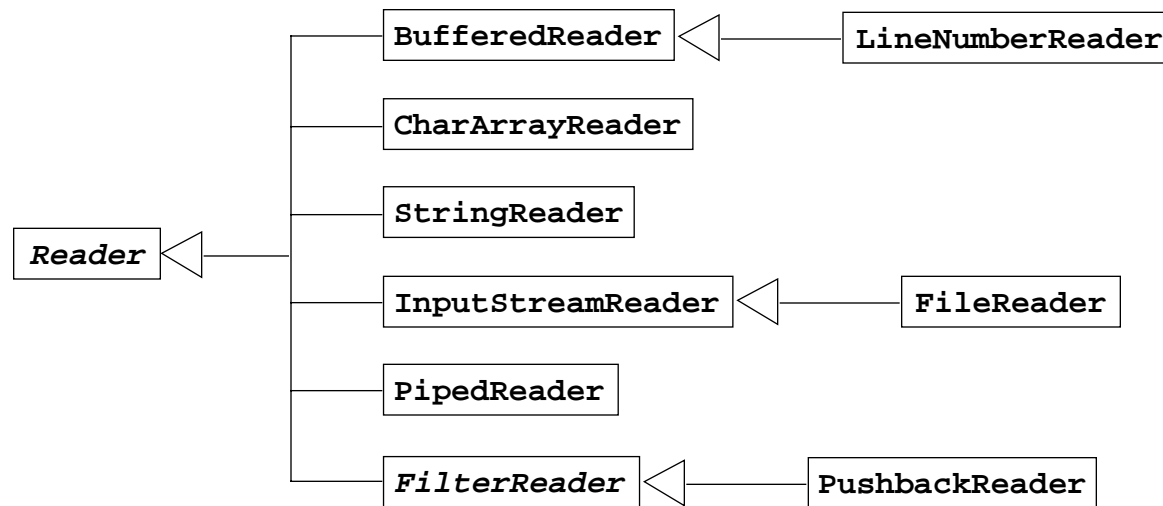 BufferedReader
LineNumberReader
CharArrayReader
StringReader
Reader
InputStreamReader
FileReader
PipedReader
FilterReader
PushbackReader